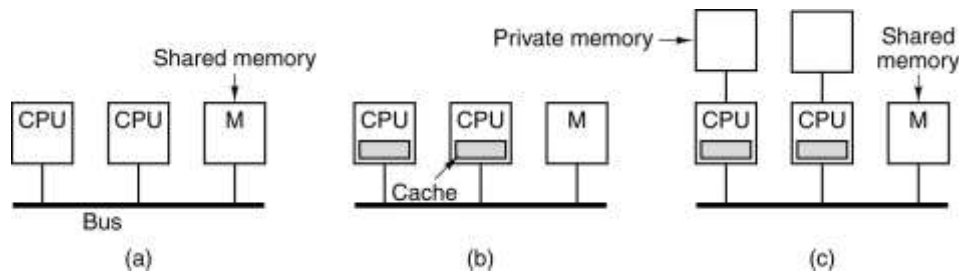 Shared memory
CPU
CPU
M
Bus
(a)
CPU
CPU
M
Cache
(b)
Private memory
Shared
memory
CPU
CPU
M
(c)